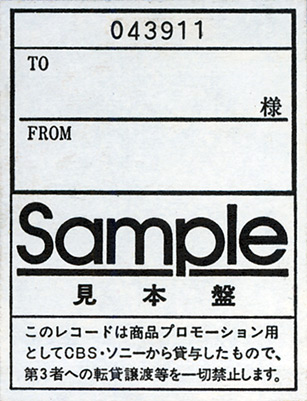 043911
TO
様
FROM
Sample
見本盤
このレコードは商品プロモーション用
としてCBS・ソニーから貸与したもので、
第3者への転貸譲渡等を一切禁止します。